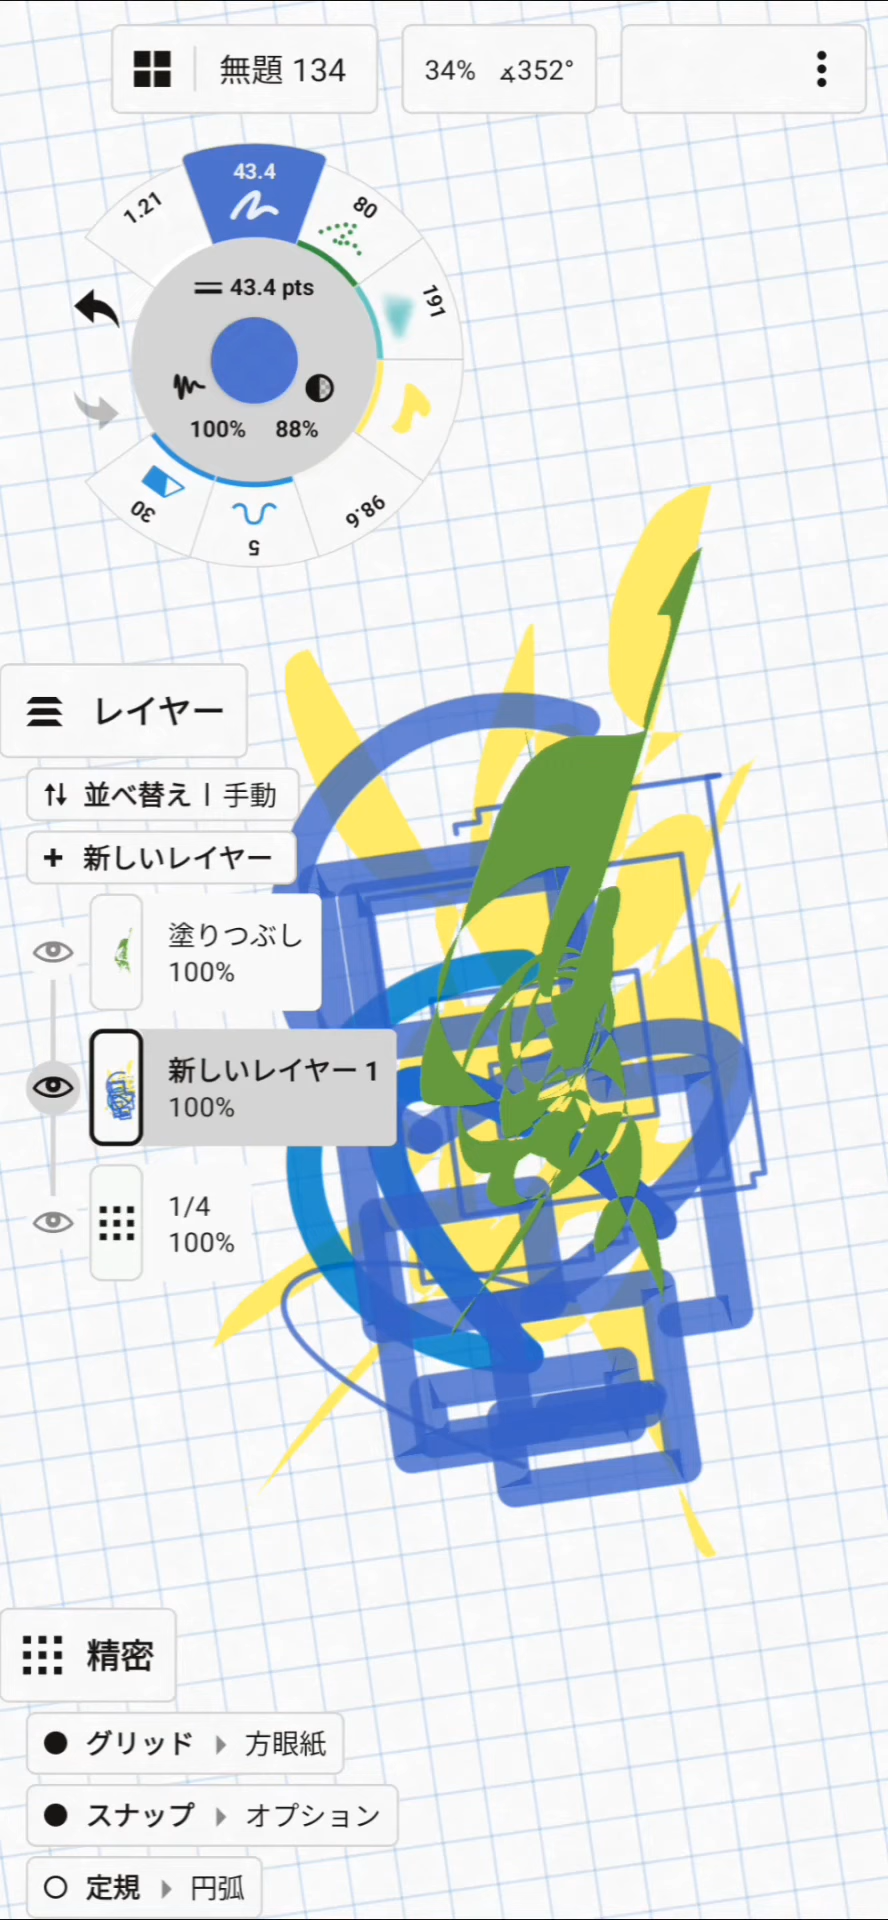 無題 134
34% ∡352°
43.4
1.21
80
191
43.4 pts
100% 88%
98.6
5
30
レイヤー
並べ替え | 手動
+ 新しいレイヤー
塗りつぶし
100%
新しいレイヤー 1
100%
1/4
100%
精密
グリッド 方眼紙
スナップ オプション
定規 円弧